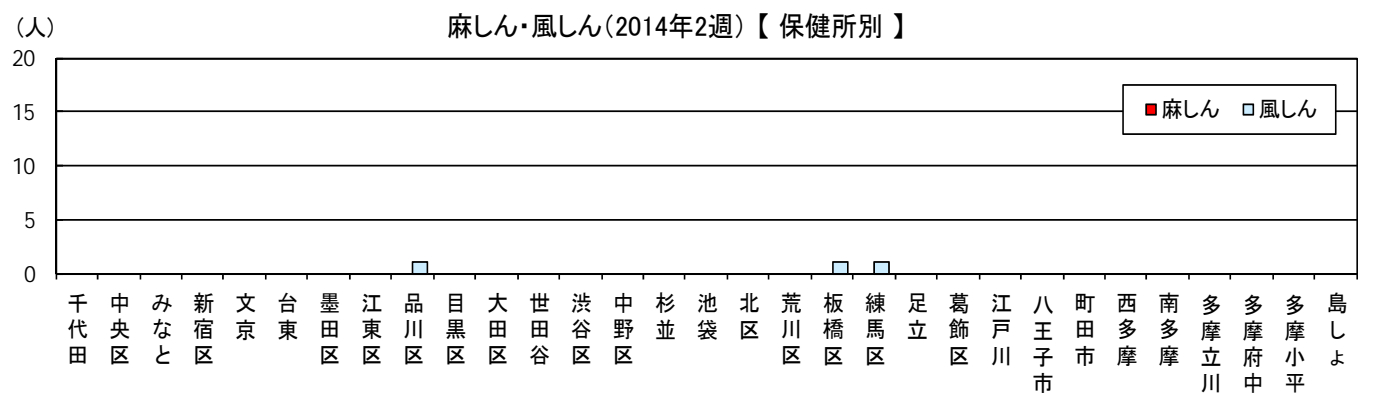 (人)
麻しん・風しん(2014年2週)【 保健所別 】
20
15
10
5
0
麻しん 風しん
千代田
中央区
みなと
新宿区
文京
台東
墨田区
江東区
品川区
目黒区
大田区
世田谷
渋谷区
中野区
杉並
池袋
北区
荒川区
板橋区
練馬区
足立
葛飾区
江戸川
八王子市
町田市
西多摩
南多摩
多摩立川
多摩府中
多摩小平
島しょ